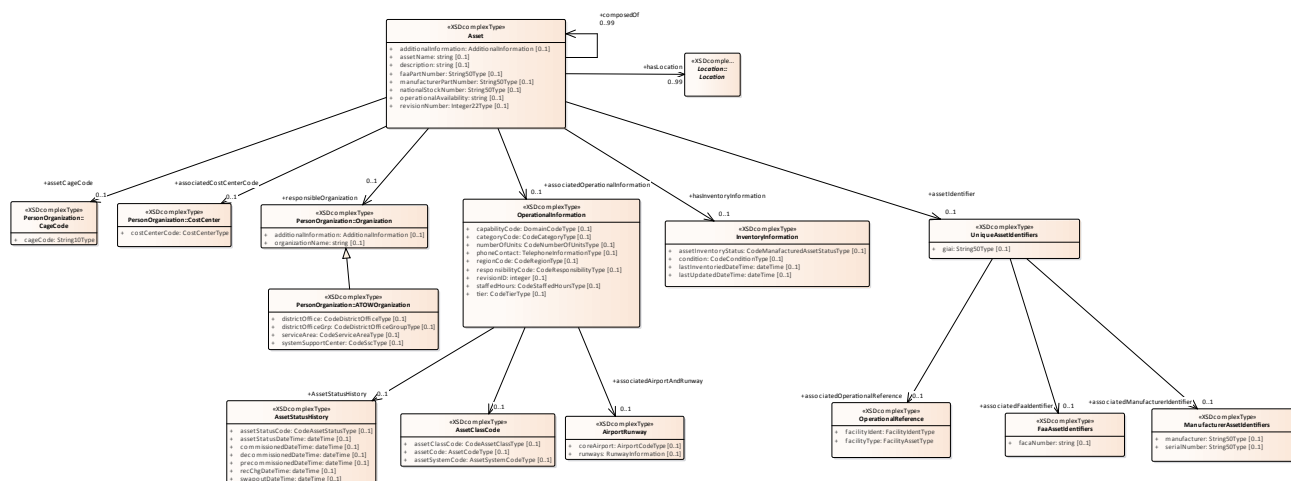 +composedOf
0..99
«XSDcomplexType»
Asset
+ additionalInformation: AdditionalInformation [0..1]
+ assetName: string [0..1]
+ description: string [0..1]
+ faaPartNumber: String50Type [0..1]
+ manufacturerPartNumber: String50Type [0..1]
+ nationalStockNumber: String50Type [0..1]
+ operationalAvailability: string [0..1]
+ revisionNumber: Integer22Type [0..1]
+hasLocation
0..99
«XSDcomple...
Location::
Location
+assetCageCode
0..1
«XSDcomplexType»
PersonOrganization::
CageCode
+ cageCode: String10Type
+associatedCostCenterCode
0..1
«XSDcomplexType»
PersonOrganization::CostCenter
+ costCenterCode: CostCenterType
0..1
+responsibleOrganization
«XSDcomplexType»
PersonOrganization::Organization
+ additionalInformation: AdditionalInformation [0..1]
+ organizationName: string [0..1]
«XSDcomplexType»
PersonOrganization::ATOWOrganization
+ districtOffice: CodeDistrictOfficeType [0..1]
+ districtOfficeGrp: CodeDistrictOfficeGroupType [0..1]
+ serviceArea: CodeServiceAreaType [0..1]
+ systemSupportCenter: CodeSscType [0..1]
+associatedOperationalInformation
0..1
«XSDcomplexType»
OperationalInformation
+ capabilityCode: DomainCodeType [0..1]
+ categoryCode: CodeCategoryType [0..1]
+ numberOfUnits: CodeNumberOfUnitsType [0..1]
+ phoneContact: TelephoneInformationType [0..1]
+ regionCode: CodeRegionType [0..1]
+ responsibilityCode: CodeResponsibilityType [0..1]
+ revisionID: integer [0..1]
+ staffedHours: CodeStaffedHoursType [0..1]
+ tier: CodeTierType [0..1]
+hasInventoryInformation
0..1
«XSDcomplexType»
InventoryInformation
+ assetInventoryStatus: CodeManufacturedAssetStatusType [0..1]
+ condition: CodeConditionType [0..1]
+ lastInventoriedDateTime: dateTime [0..1]
+ lastUpdatedDateTime: dateTime [0..1]
+assetIdentifier
0..1
«XSDcomplexType»
UniqueAssetIdentifiers
+ giai: String50Type [0..1]
+AssetStatusHistory
0..1
«XSDcomplexType»
AssetStatusHistory
+ assetStatusCode: CodeAssetStatusType [0..1]
+ assetStatusDateTime: dateTime [0..1]
+ commissionedDateTime: dateTime [0..1]
+ decommissionedDateTime: dateTime [0..1]
+ precommissionedDateTime: dateTime [0..1]
+ recChgDateTime: dateTime [0..1]
+ swapoutDateTime: dateTime [0..1]
0..1
«XSDcomplexType»
AssetClassCode
+ assetClassCode: CodeAssetClassType [0..1]
+ assetCode: AssetCodeType [0..1]
+ assetSystemCode: AssetSystemCodeType [0..1]
+associatedAirportAndRunway
0..1
«XSDcomplexType»
AirportRunway
+ coreAirport: AirportCodeType [0..1]
+ runways: RunwayInformation [0..1]
+associatedOperationalReference
0..1
«XSDcomplexType»
OperationalReference
+ facilityIdent: FacilityIdentType
+ facilityType: FacilityAssetType
+associatedFaaIdentifier
0..1
«XSDcomplexType»
FaaAssetIdentifiers
+ facaNumber: string [0..1]
+associatedManufactureridentifier
0..1
«XSDcomplexType»
ManufacturerAssetIdentifiers
+ manufacturer: String50Type [0..1]
+ serialNumber: String50Type [0..1]